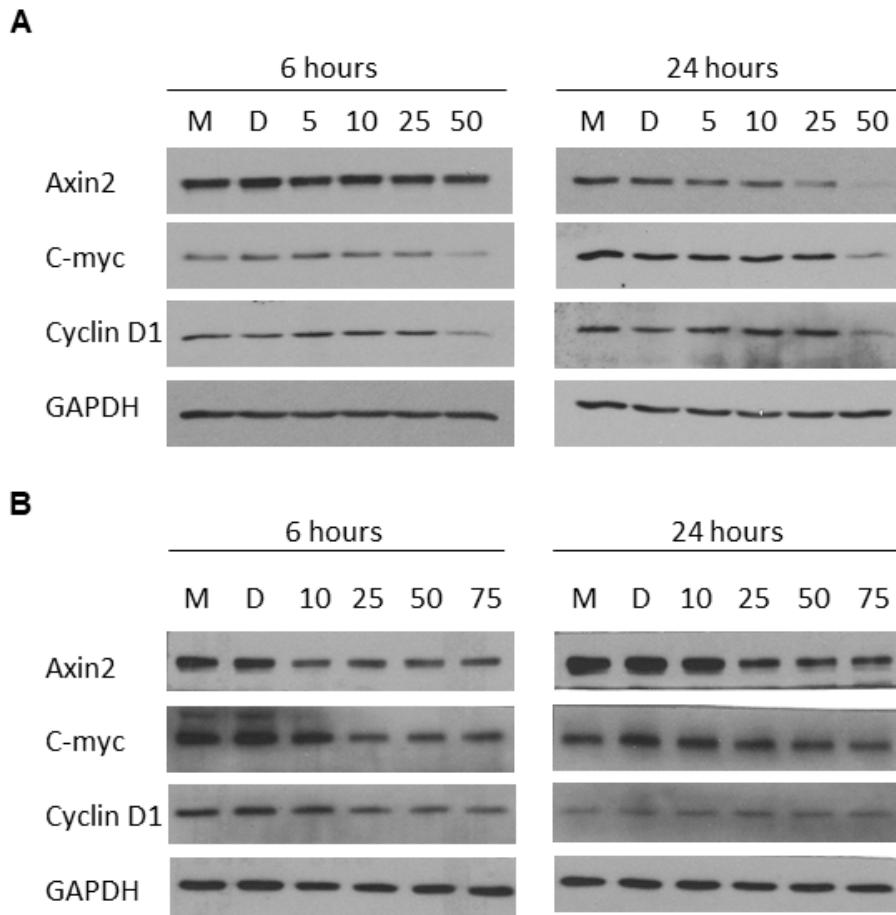 A
6 hours 24 hours
M D 5 10 25 50 M D 5 10 25 50
Axin2
C-myc
Cyclin D1
GAPDH
B
6 hours 24 hours
M D 10 25 50 75 M D 10 25 50 75
Axin2
C-myc
Cyclin D1
GAPDH